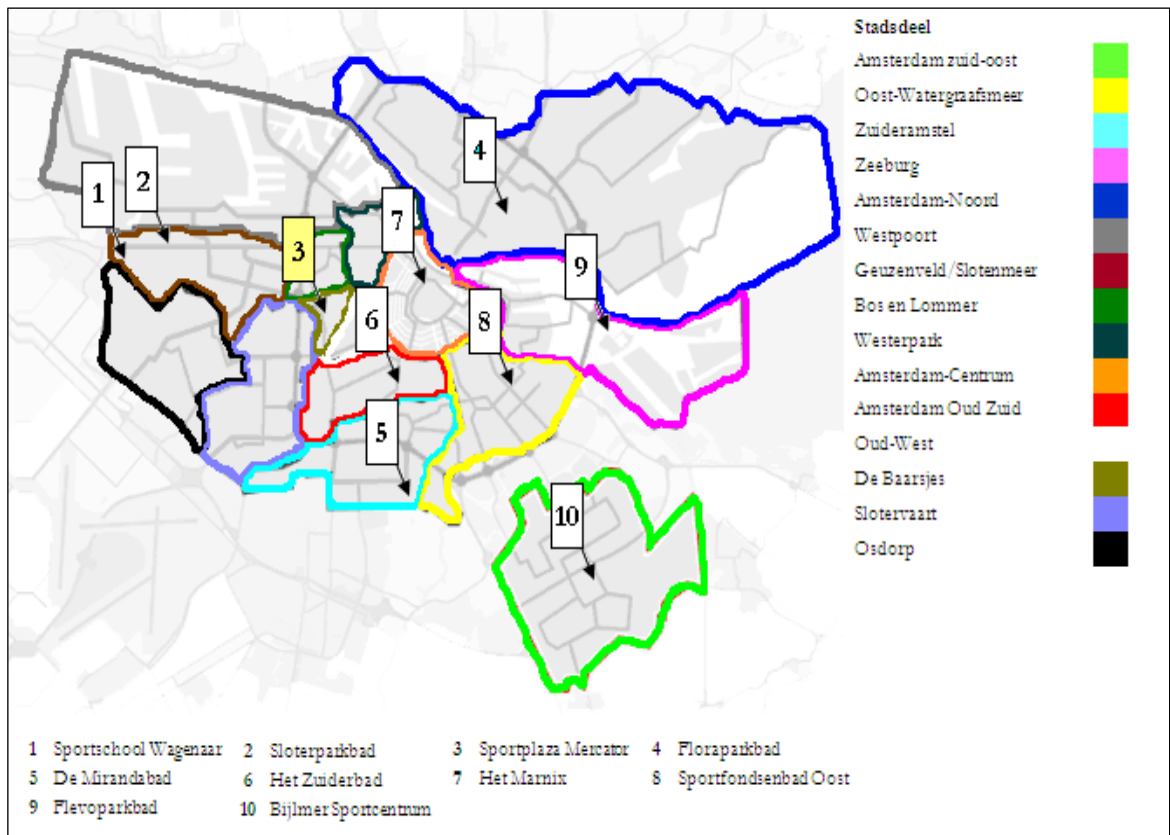 Stadsdeel
Amsterdam zuid-oost
Oost-Watergraafsmeer
Zuideramstel
Zeeburg
Amsterdam-Noord
Westpoort
Geuzenveld/Slotenmeer
Bos en Lommer
Westerpark
Amsterdam-Centrum
Amsterdam Oud Zuid
Oud-West
De Baarsjes
Slotervaart
Osdorp
4
2
1
7
3
9
6
8
5
10
1 Sportschool Wagenaar 2 Sloterparkbad 3 Sportplaza Mercator 4 Floraparkbad
5 De Mirandabad 6 Het Zuiderbad 7 Het Marnix 8 Sportfondsenbad Oost
9 Flevoparkbad 10 Bijlmer Sportcentrum